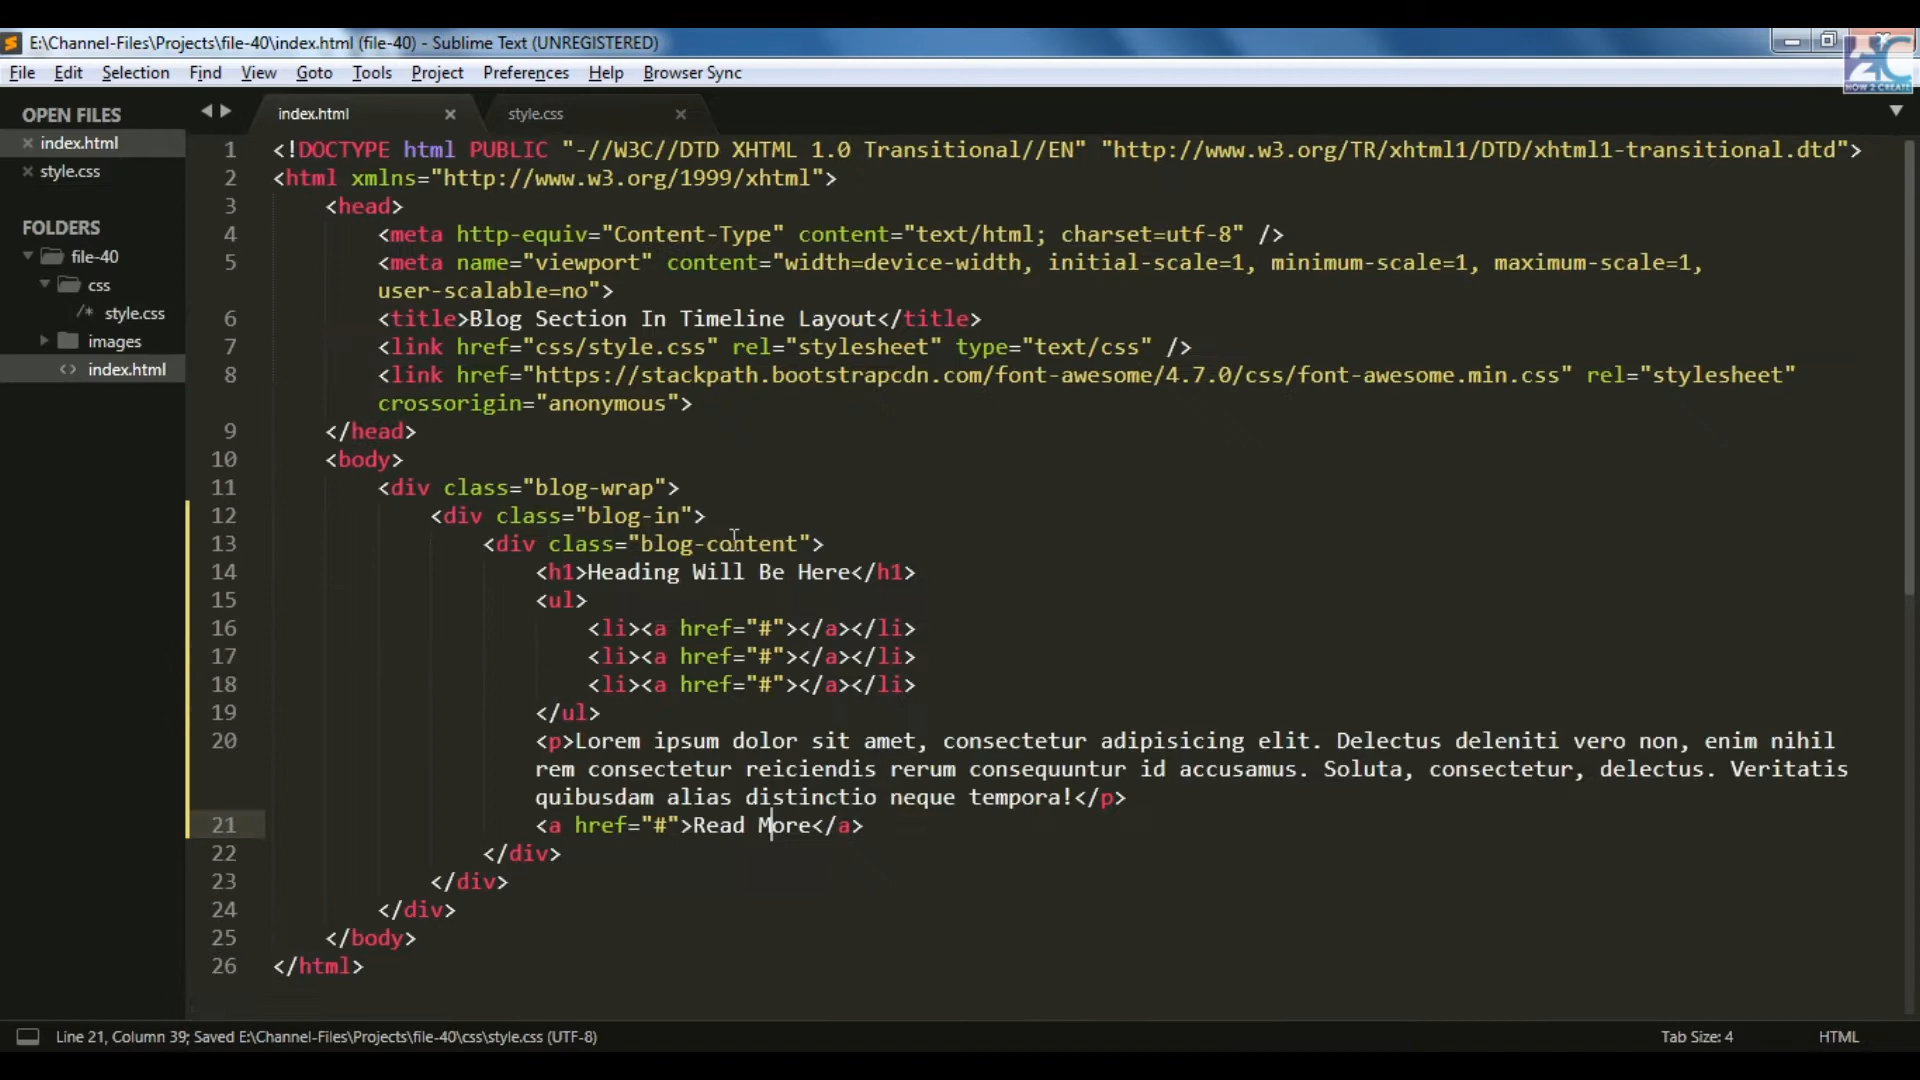 E:\Channel-Files\Projects\file-40\index.html (file-40) - Sublime Text (UNREGISTERED)
File Edit Selection Find View Goto Tools Project Preferences Help Browser Sync
HOW 2 CREATE
OPEN FILES
index.html
style.css
FOLDERS
file-40
css
/* style.css
images
<> index.html
index.html
style.css
1 <!DOCTYPE html PUBLIC "-//W3C//DTD XHTML 1.0 Transitional//EN" "http://www.w3.org/TR/xhtml1/DTD/xhtml1-transitional.dtd">
2 <html xmlns="http://www.w3.org/1999/xhtml">
3 <head>
4 <meta http-equiv="Content-Type" content="text/html; charset=utf-8" />
5 <meta name="viewport" content="width=device-width, initial-scale=1, minimum-scale=1, maximum-scale=1,
user-scalable=no">
6 <title>Blog Section In Timeline Layout</title>
7 <link href="css/style.css" rel="stylesheet" type="text/css" />
8 <link href="https://stackpath.bootstrapcdn.com/font-awesome/4.7.0/css/font-awesome.min.css" rel="stylesheet"
crossorigin="anonymous">
9 </head>
10 <body>
11 <div class="blog-wrap">
12 <div class="blog-in">
13 <div class="blog-content">
14 <h1>Heading Will Be Here</h1>
15 <ul>
16 <li><a href="#"></a></li>
17 <li><a href="#"></a></li>
18 <li><a href="#"></a></li>
19 </ul>
20 <p>Lorem ipsum dolor sit amet, consectetur adipisicing elit. Delectus deleniti vero non, enim nihil
rem consectetur reiciendis rerum consequuntur id accusamus. Soluta, consectetur, delectus. Veritatis
quibusdam alias distinctio neque tempora!</p>
21 <a href="#">Read More</a>
22 </div>
23 </div>
24 </div>
25 </body>
26 </html>
Line 21, Column 39; Saved E:\Channel-Files\Projects\file-40\css\style.css (UTF-8)
Tab Size: 4
HTML